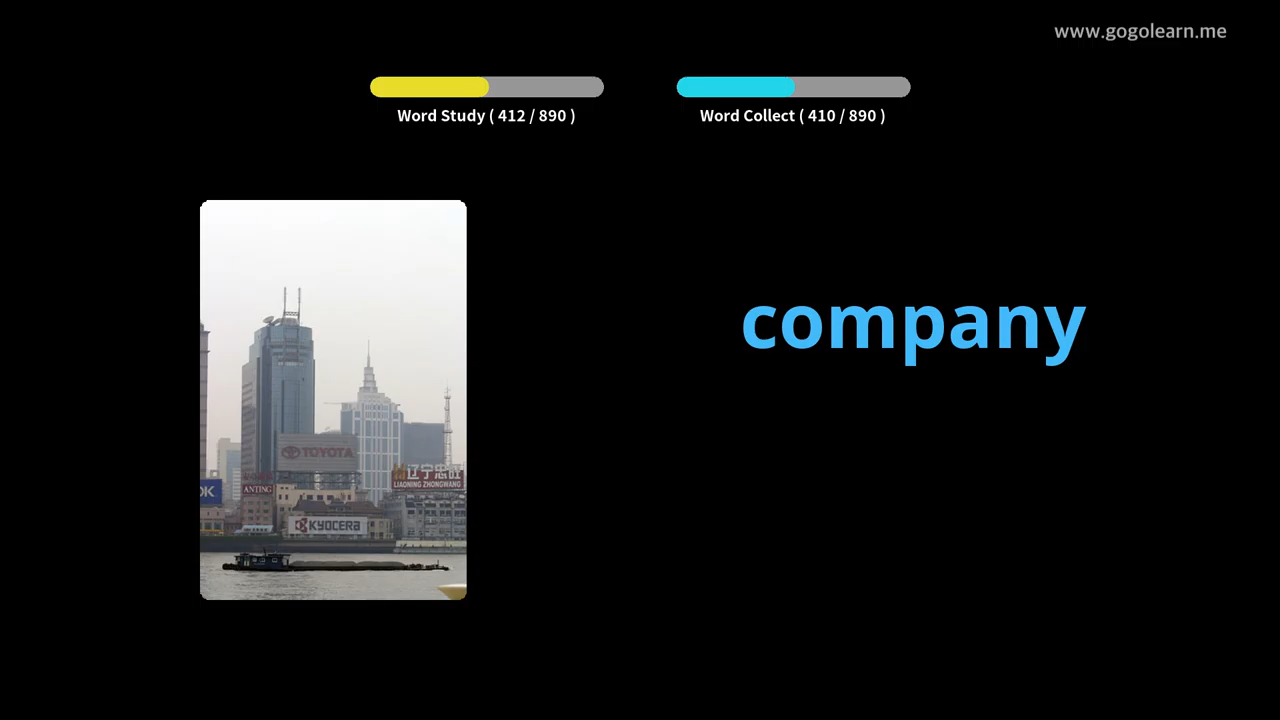 www.gogolearn.me
Word Study ( 412 / 890 )
Word Collect ( 410 / 890 )
company
TOYOTA
辽宁忠旺
LIAONING ZHONGWANG
OK
ANTING
KYOCERA